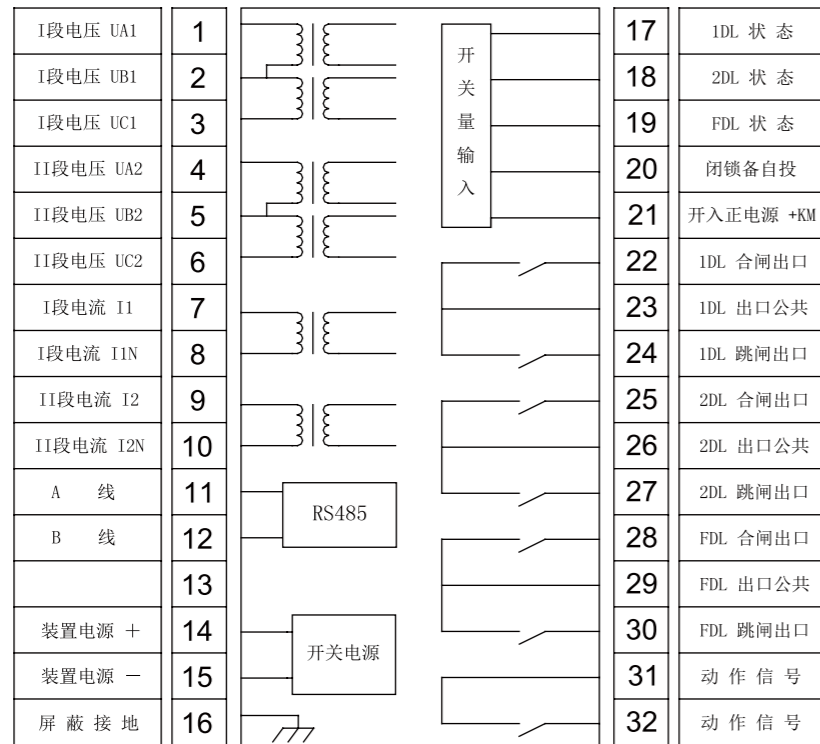 I段电压 UA1 1
I段电压 UB1 2
I段电压 UC1 3
II段电压 UA2 4
II段电压 UB2 5
II段电压 UC2 6
I段电流 I1 7
I段电流 I1N 8
II段电流 I2 9
II段电流 I2N 10
A 线 11
B 线 12
13
装置电源 + 14
装置电源 - 15
屏蔽接地 16
RS485
开关电源
开
关
量
输
入
17 1DL 状态
18 2DL 状态
19 FDL 状态
20 闭锁备自投
21 开入正电源 +KM
22 1DL 合闸出口
23 1DL 出口公共
24 1DL 跳闸出口
25 2DL 合闸出口
26 2DL 出口公共
27 2DL 跳闸出口
28 FDL 合闸出口
29 FDL 出口公共
30 FDL 跳闸出口
31 动作信号
32 动作信号